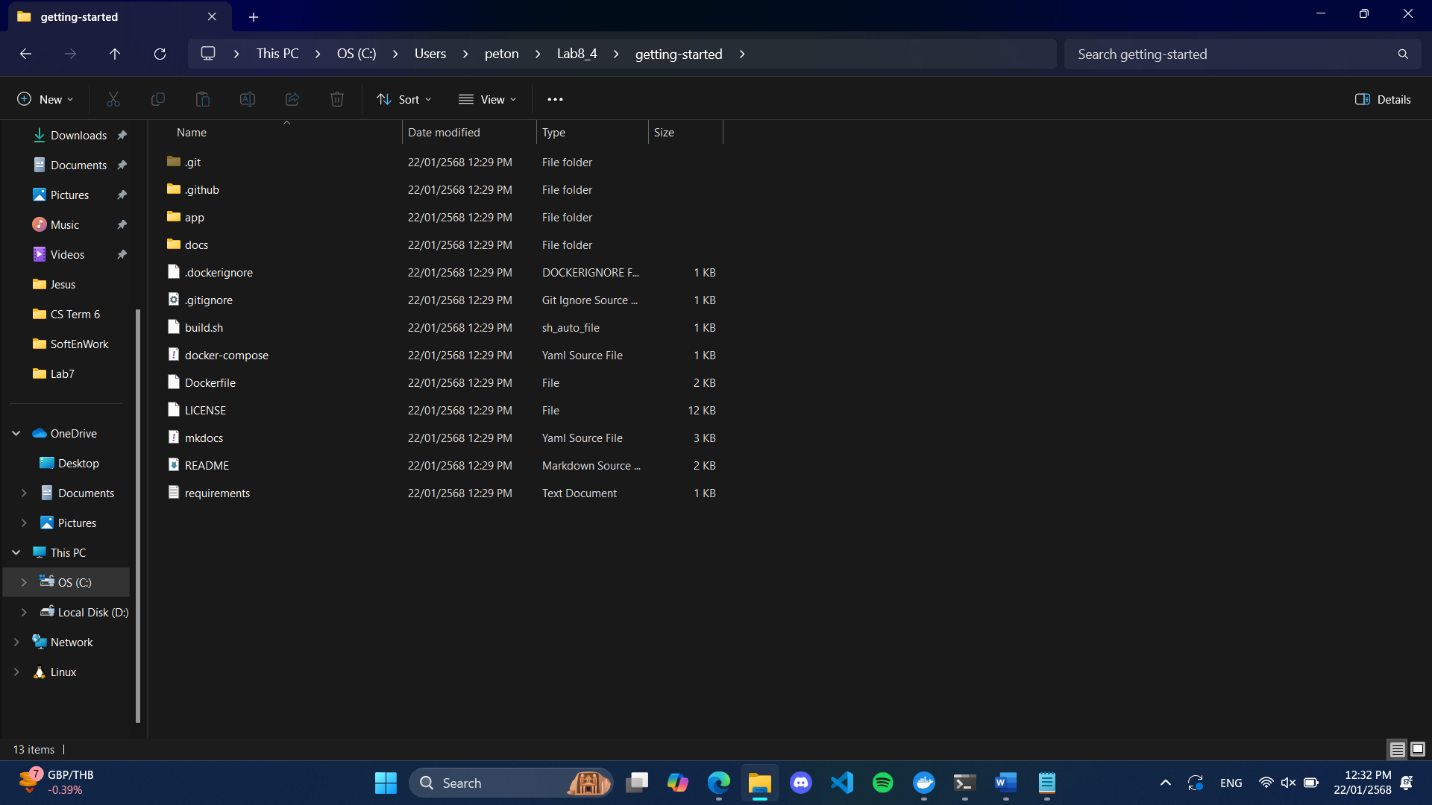 getting-started
This PC > OS (C:) > Users > peton > Lab8_4 > getting-started >
Search getting-started
New
Sort
View
Details
Name Date modified Type Size
Downloads
Documents
Pictures
Music
Videos
Jesus
CS Term 6
SoftEnWork
Lab7
OneDrive
Desktop
Documents
Pictures
This PC
OS (C:)
Local Disk (D:)
Network
Linux
.git 22/01/2568 12:29 PM File folder
.github 22/01/2568 12:29 PM File folder
app 22/01/2568 12:29 PM File folder
docs 22/01/2568 12:29 PM File folder
.dockerignore 22/01/2568 12:29 PM DOCKERIGNORE F... 1 KB
.gitignore 22/01/2568 12:29 PM Git Ignore Source ... 1 KB
build.sh 22/01/2568 12:29 PM sh_auto_file 1 KB
docker-compose 22/01/2568 12:29 PM Yaml Source File 1 KB
Dockerfile 22/01/2568 12:29 PM File 2 KB
LICENSE 22/01/2568 12:29 PM File 12 KB
mkdocs 22/01/2568 12:29 PM Yaml Source File 3 KB
README 22/01/2568 12:29 PM Markdown Source ... 2 KB
requirements 22/01/2568 12:29 PM Text Document 1 KB
13 items
7
GBP/THB
-0.39%
Search
ENG
12:32 PM
22/01/2568